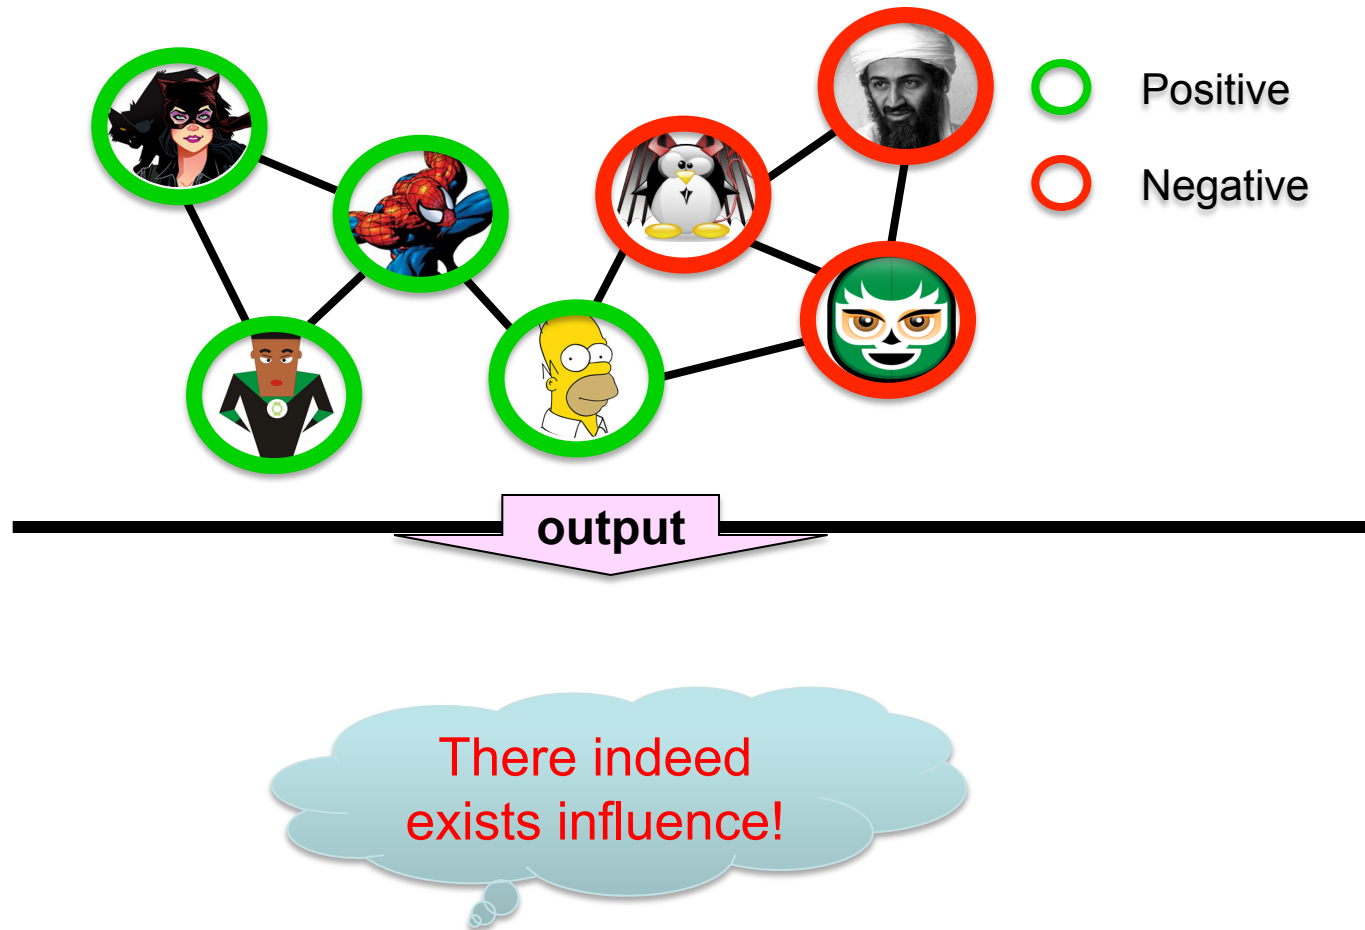 Positive
Negative
output
There indeed
exists influence!